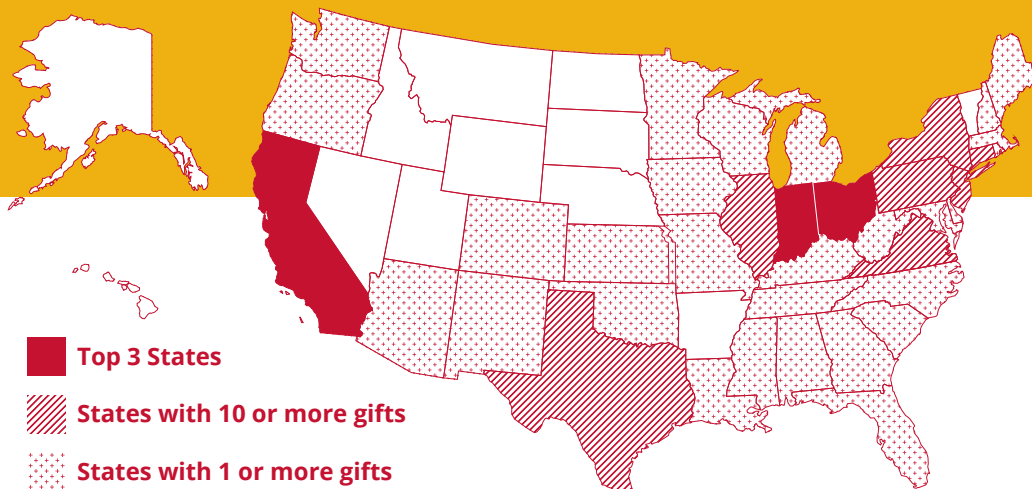 Top 3 States
States with 10 or more gifts
States with 1 or more gifts